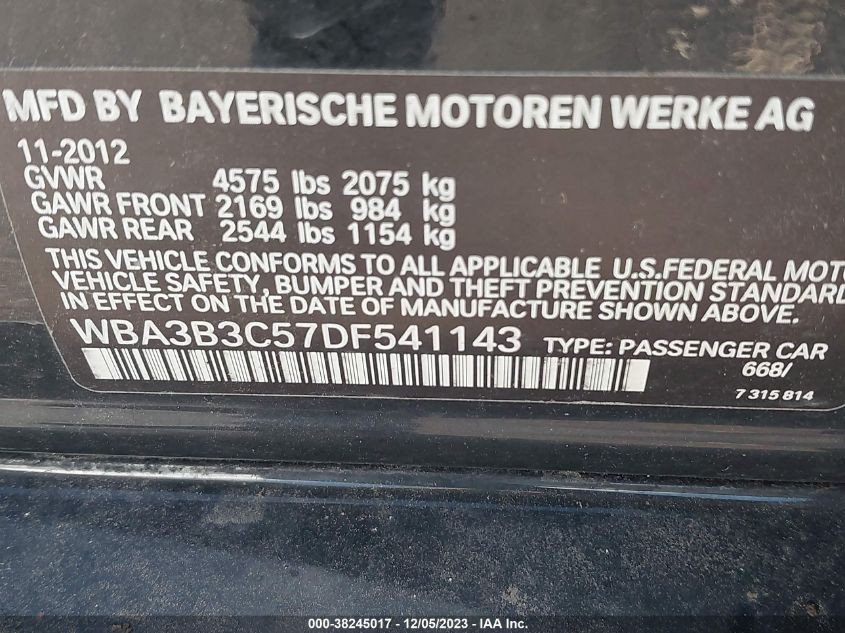 MFD BY BAYERISCHE MOTOREN WERKE AG
11-2012
GVWR 4575 lbs 2075 kg
GAWR FRONT 2169 lbs 984 kg
GAWR REAR 2544 lbs 1154 kg
THIS VEHICLE CONFORMS TO ALL APPLICABLE U.S.FEDERAL MOTO
VEHICLE SAFETY, BUMPER AND THEFT PREVENTION STANDARD
IN EFFECT ON THE DATE OF MANUFACTURE SHOWN ABOVE.
WBA3B3C57DF541143 TYPE: PASSENGER CAR
668/
7 315 814
000-38245017 - 12/05/2023 - IAA Inc.